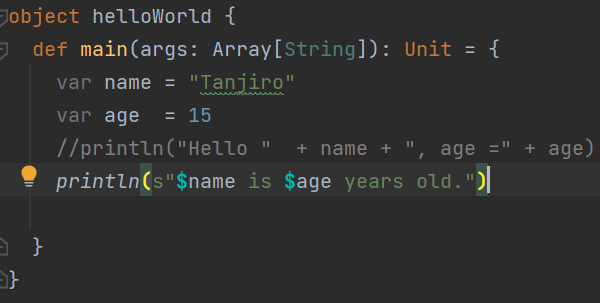 object helloWorld {
def main(args: Array[String]): Unit = {
var name = "Tanjiro"
var age  = 15
//println("Hello "  + name + ", age =" + age)
println(s"$name is $age years old.")
}
}